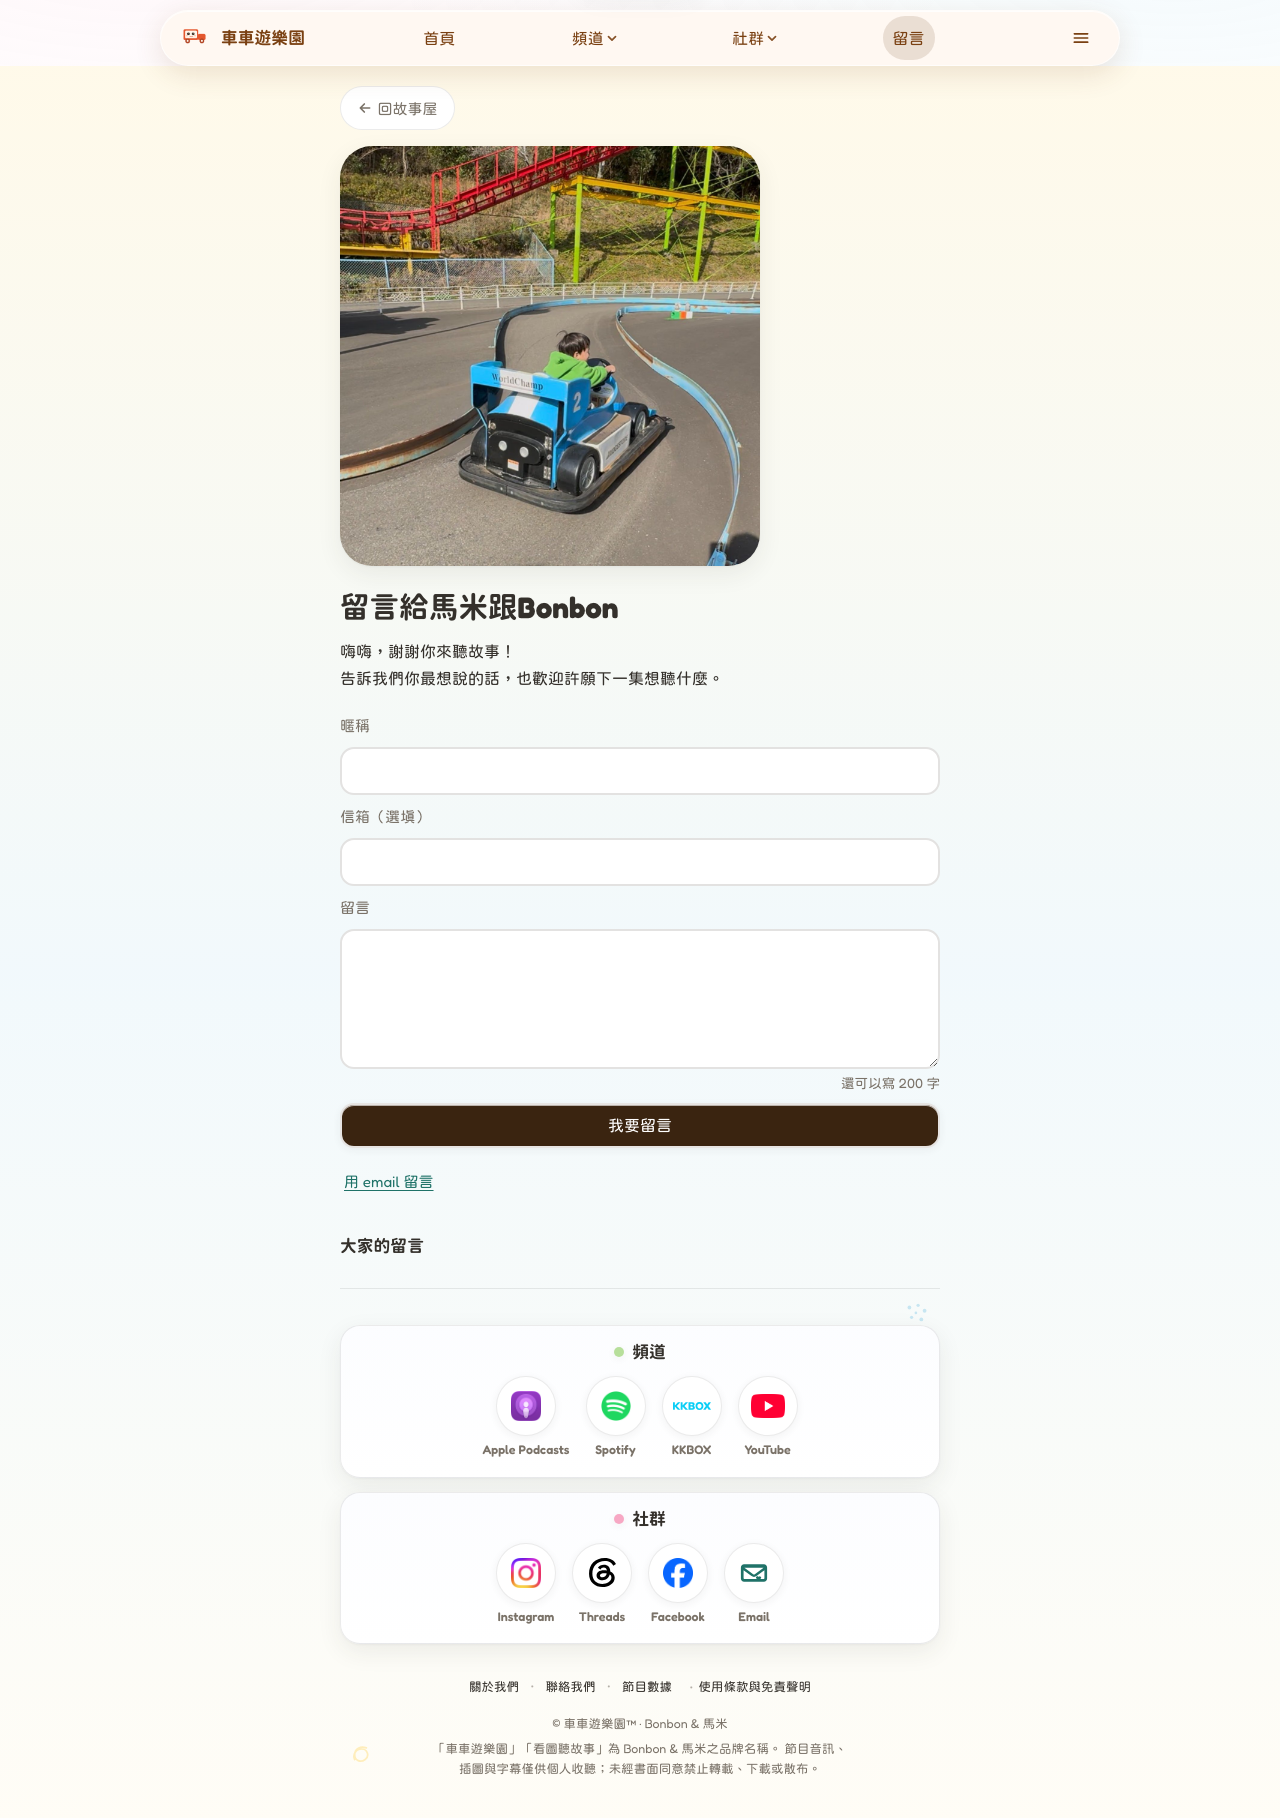 車車遊樂園
首頁
頻道
社群
留言
回故事屋
WorldChamp
2
留言給馬米跟Bonbon
嗨嗨，謝謝你來聽故事！
告訴我們你最想說的話，也歡迎許願下一集想聽什麼。
暱稱
信箱（選填）
留言
還可以寫 200 字
我要留言
用 email 留言
大家的留言
頻道
Apple Podcasts
Spotify
KKBOX
KKBOX
YouTube
社群
Instagram
Threads
Facebook
Email
關於我們 · 聯絡我們 · 節目數據 · 使用條款與免責聲明
© 車車遊樂園™ · Bonbon & 馬米
「車車遊樂園」「看圖聽故事」為 Bonbon & 馬米之品牌名稱。 節目音訊、
插圖與字幕僅供個人收聽；未經書面同意禁止轉載、下載或散布。